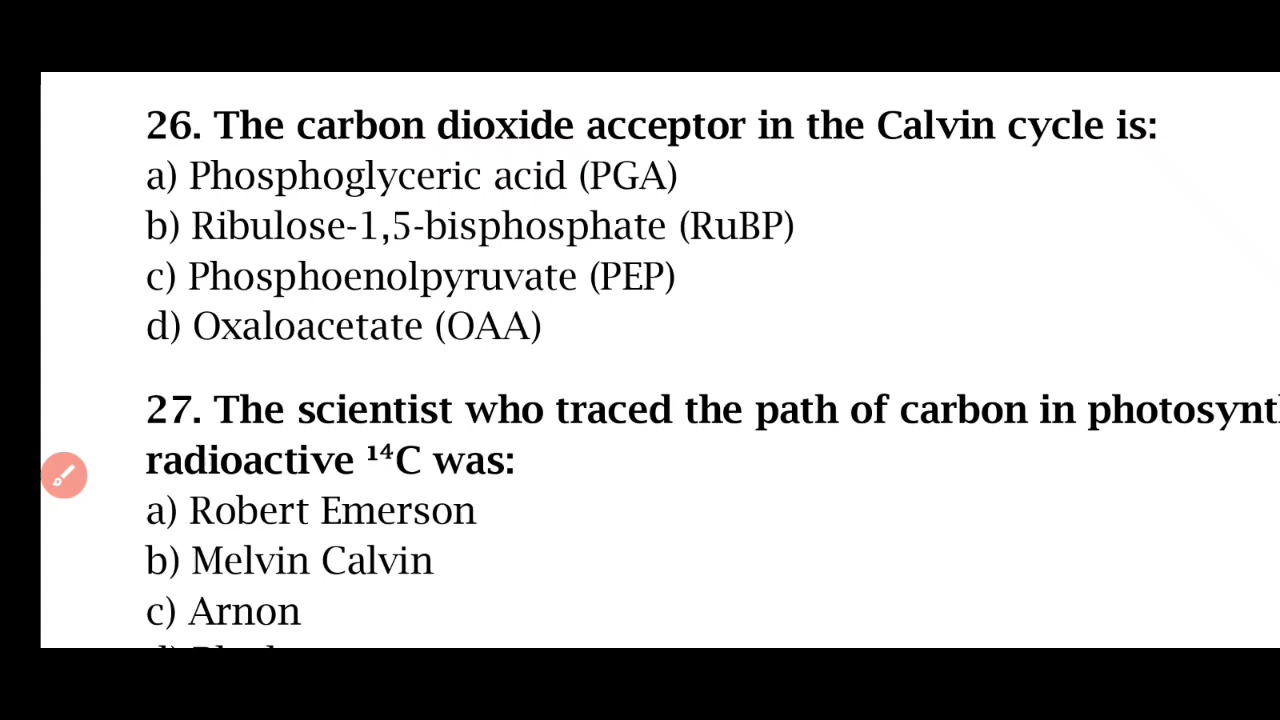 26. The carbon dioxide acceptor in the Calvin cycle is:
a) Phosphoglyceric acid (PGA)
b) Ribulose-1,5-bisphosphate (RuBP)
c) Phosphoenolpyruvate (PEP)
d) Oxaloacetate (OAA)
27. The scientist who traced the path of carbon in
radioactive ¹⁴C was:
a) Robert Emerson
b) Melvin Calvin
c) Arnon